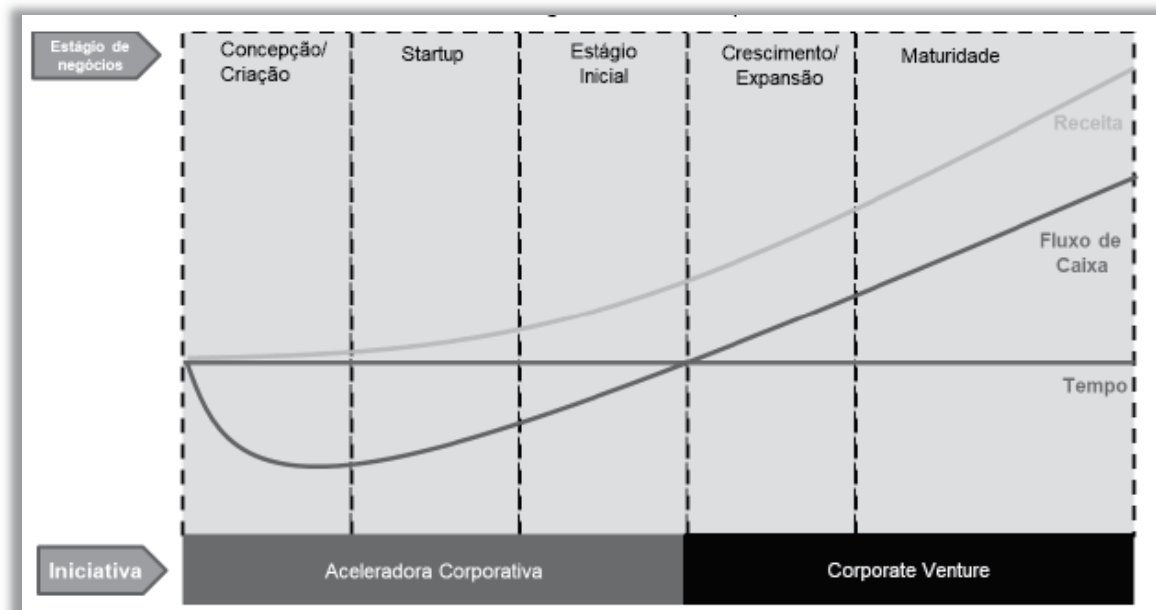 Estágio de
negócios
Concepção/
Criação
Startup
Estágio
Inicial
Crescimento/
Expansão
Maturidade
Receita
Fluxo de
Caixa
Tempo
Iniciativa
Aceleradora Corporativa
Corporate Venture